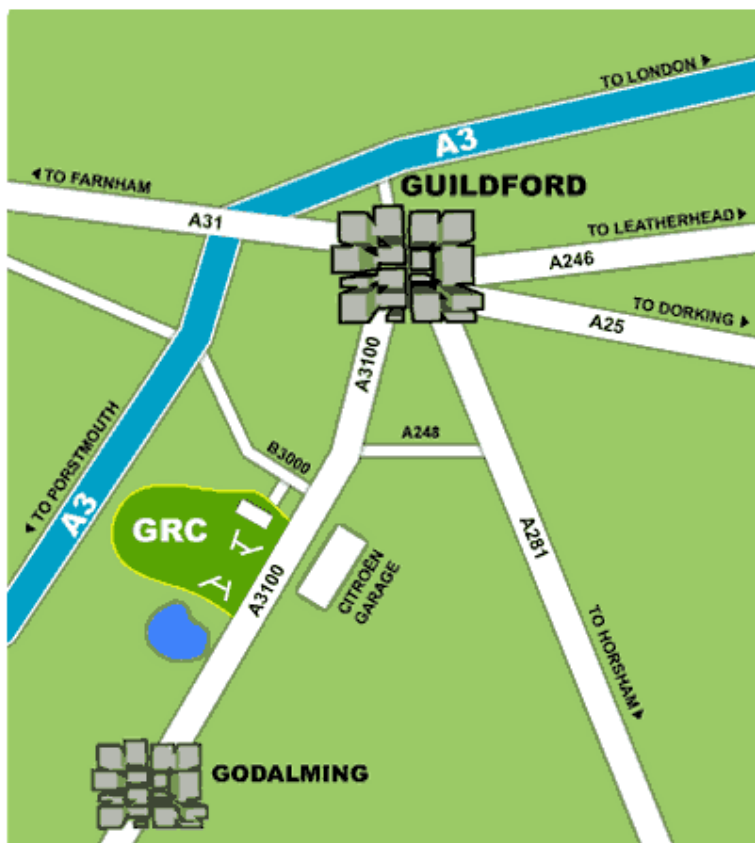 TO LONDON
A3
TO FARNHAM
GUILDFORD
A31
TO LEATHERHEAD
A246
TO DORKING
A25
A3100
TO PORSTMOUTH
A3
A248
B3000
GRC
A281
A3100
CITROËN
GARAGE
TO HORSHAM
GODALMING